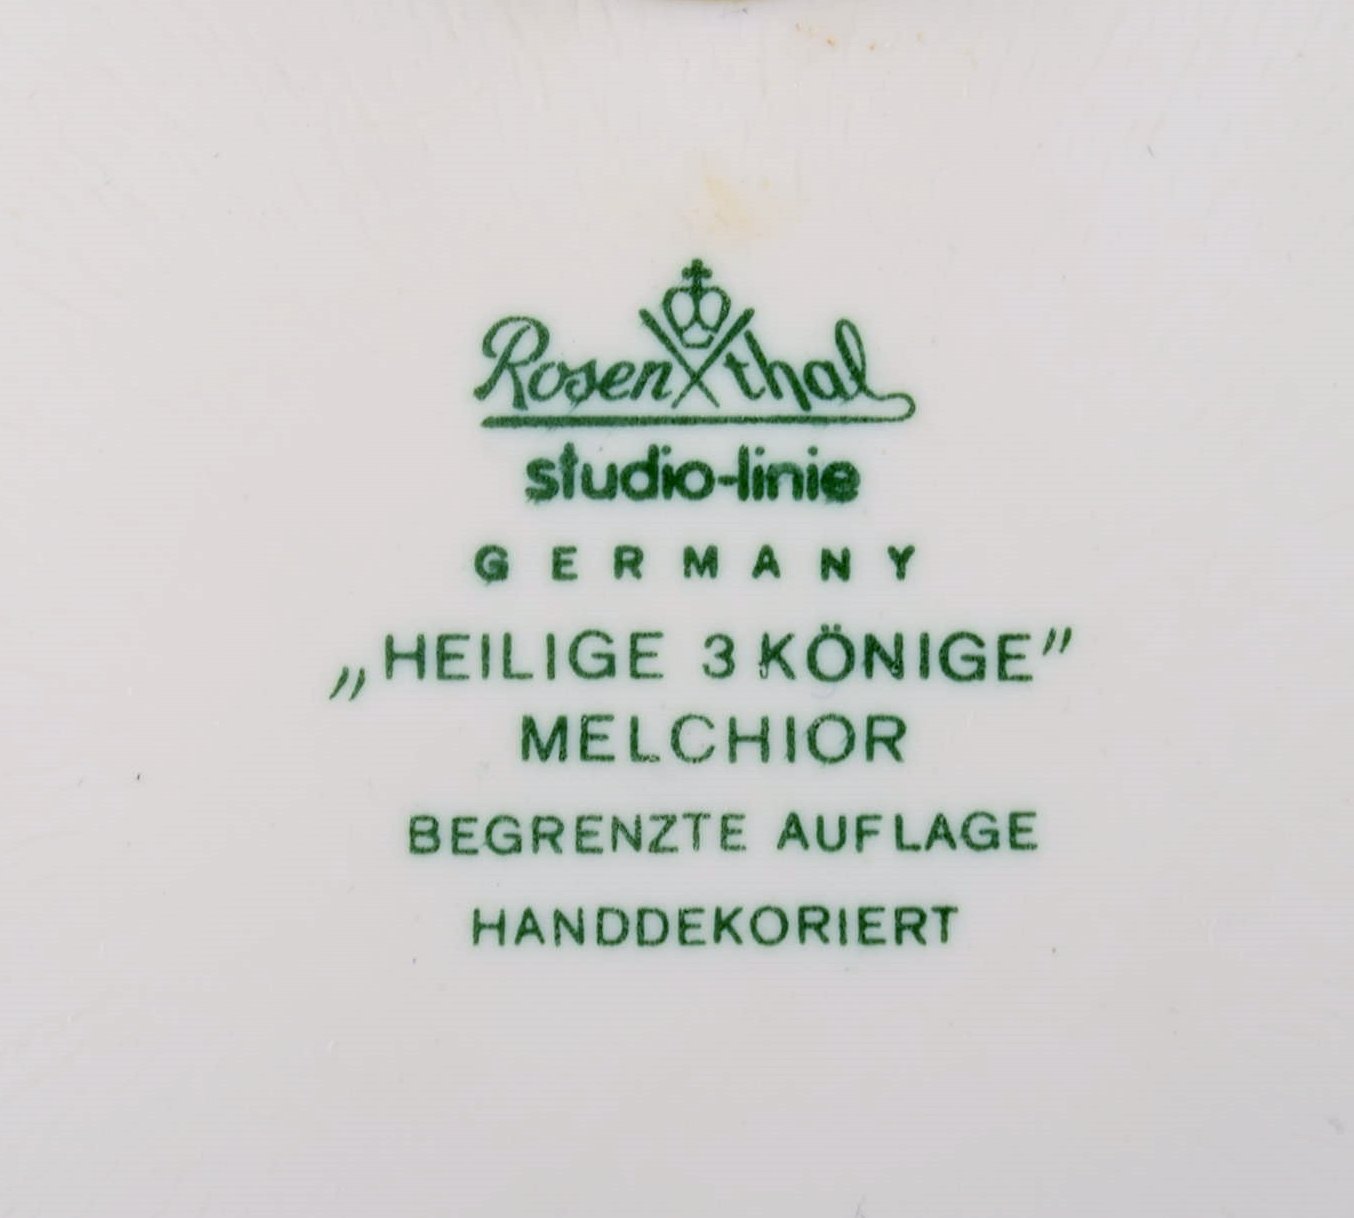 Rosenthal
studio-linie
GERMANY
„HEILIGE 3 KÖNIGE”
MELCHIOR
BEGRENZTE AUFLAGE
HANDDEKORIERT